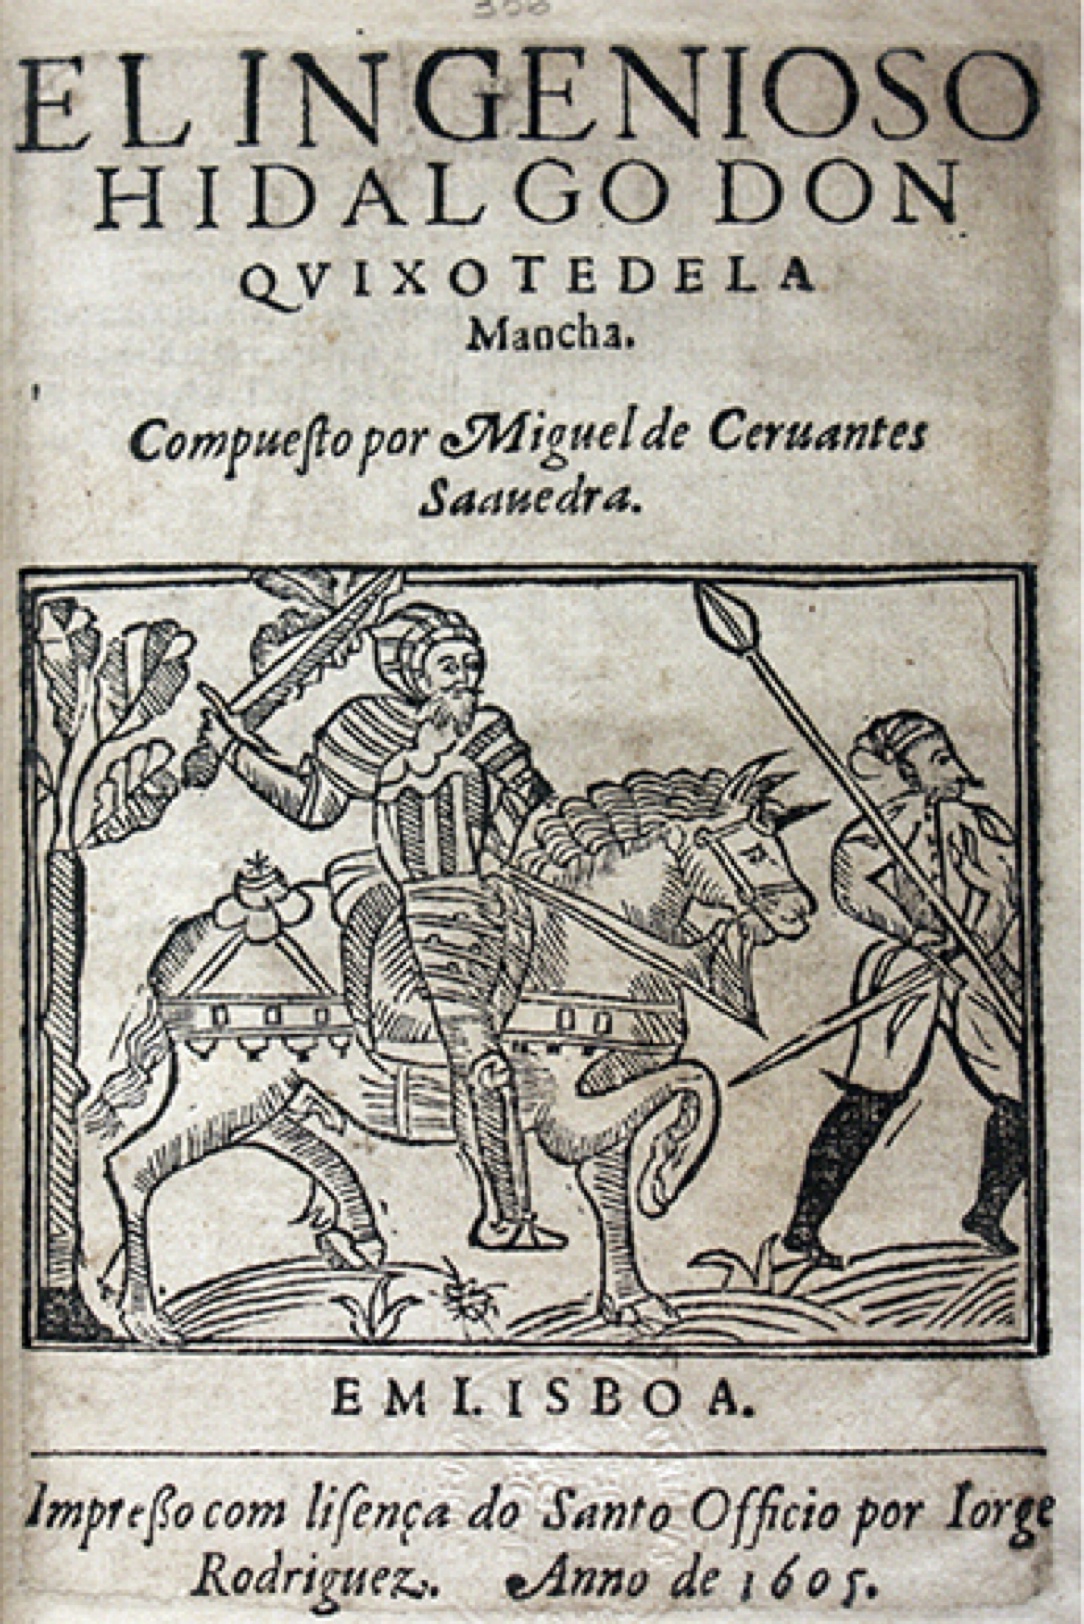 EL INGENIOSO
HIDALGO DON
QVIXOTE DE LA
Mancha.
Compueſto por Miguel de Ceruantes
Saauedra.
EM LISBOA.
Impreſſo com liſença do Santo Officio por Iorge
Rodriguez. Anno de 1605.